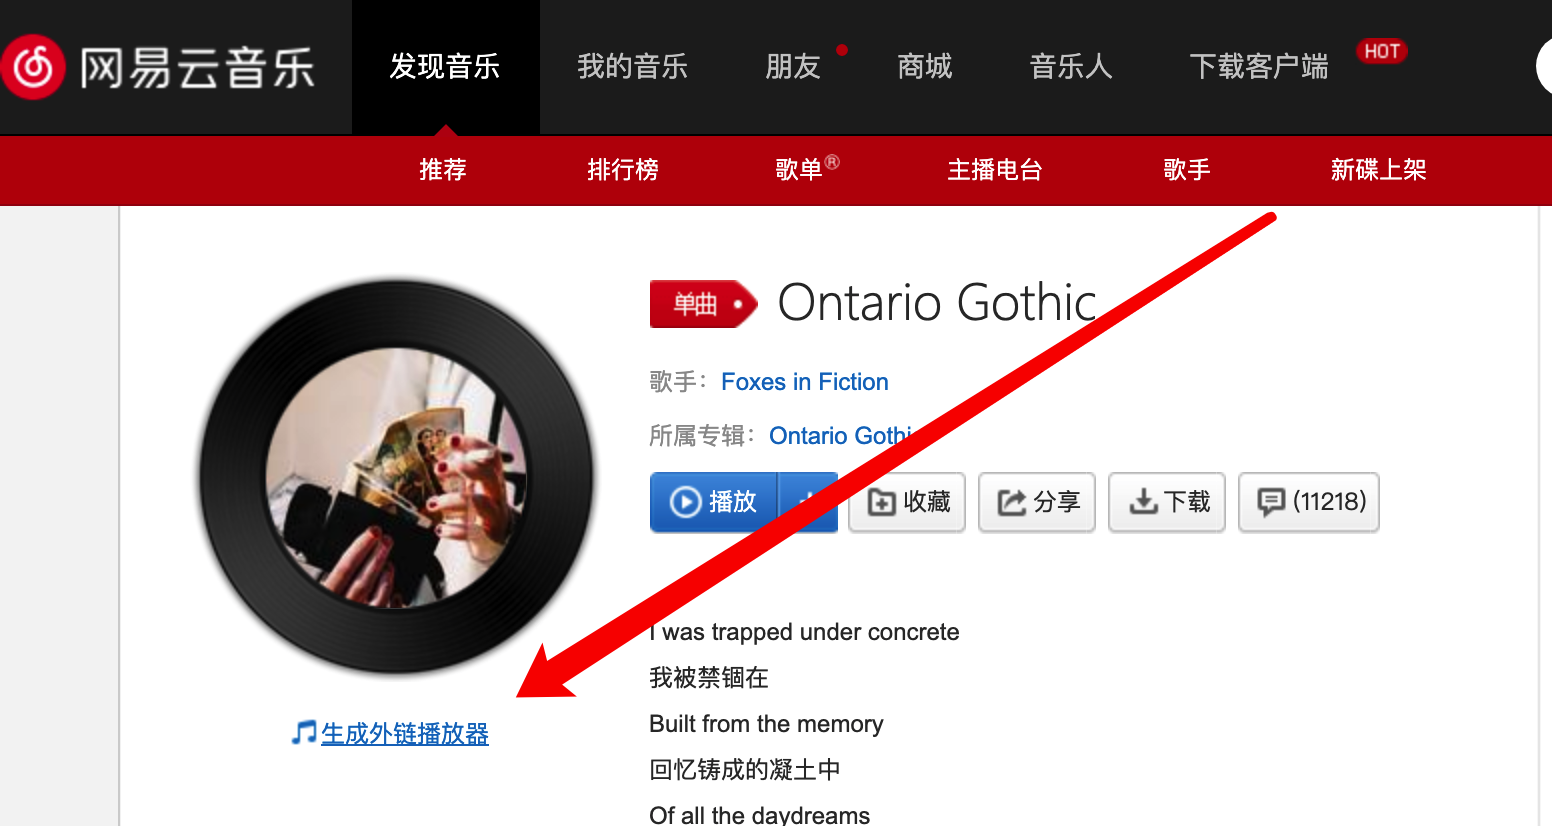 网易云音乐
发现音乐 我的音乐 朋友 商城 音乐人 下载客户端 HOT
推荐 排行榜 歌单® 主播电台 歌手 新碟上架
单曲 Ontario Gothic
歌手： Foxes in Fiction
所属专辑： Ontario Gothi
播放 + 收藏 分享 下载 (11218)
I was trapped under concrete
我被禁锢在
Built from the memory
回忆铸成的凝土中
Of all the daydreams
生成外链播放器